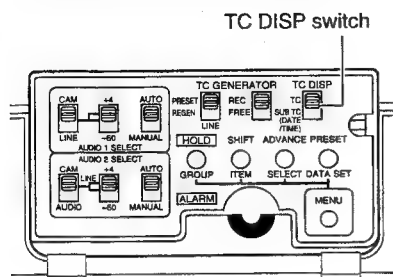 TC DISP switch
TC GENERATOR TC DISP
CAM +4 AUTO PRESET REC TC
REGEN FREE SUB TC
LINE -60 MANUAL LINE (DATE
/TIME)
AUDIO 1 SELECT
AUDIO 2 SELECT
HOLD SHIFT ADVANCE PRESET
CAM LINE +4 AUTO
GROUP ITEM SELECT DATA SET
AUDIO -60 MANUAL
ALARM MENU